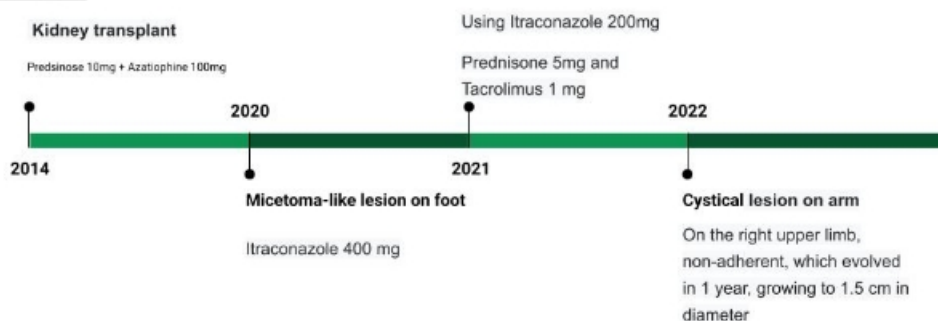 Kidney transplant
Predsinose 10mg + Azatiophine 100mg
2014
2020
Micetoma-like lesion on foot
Itraconazole 400 mg
Using Itraconazole 200mg
Prednisone 5mg and
Tacrolimus 1 mg
2021
2022
Cystical lesion on arm
On the right upper limb,
non-adherent, which evolved
in 1 year, growing to 1.5 cm in
diameter